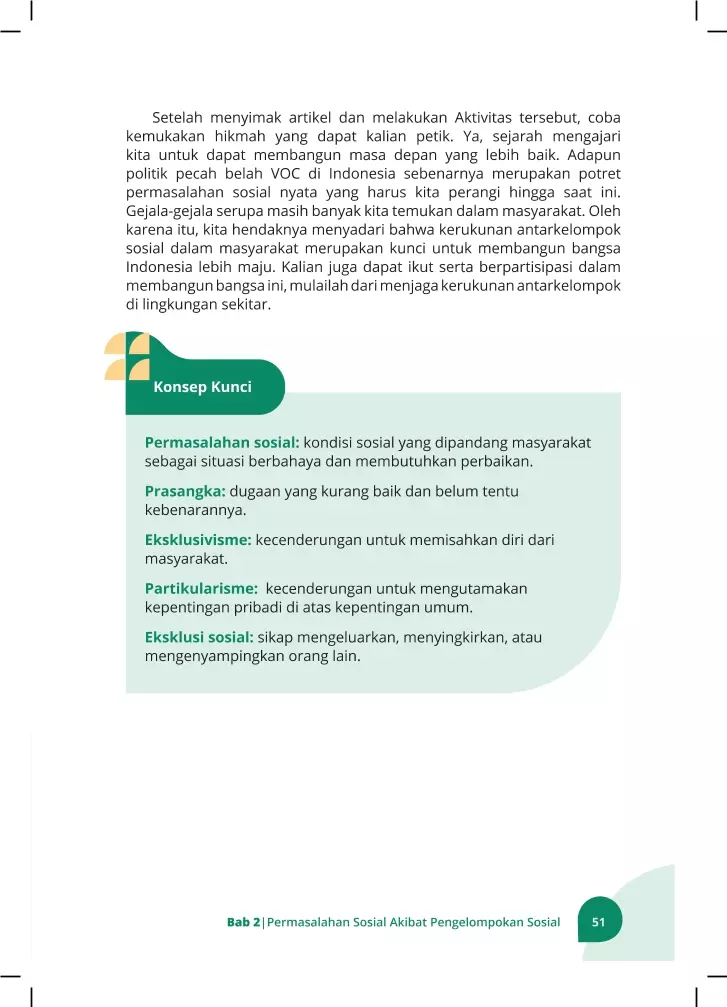 Setelah menyimak artikel dan melakukan Aktivitas tersebut, coba
kemukakan hikmah yang dapat kalian petik. Ya, sejarah mengajari
kita untuk dapat membangun masa depan yang lebih baik. Adapun
politik pecah belah VOC di Indonesia sebenarnya merupakan potret
permasalahan sosial nyata yang harus kita perangi hingga saat ini.
Gejala-gejala serupa masih banyak kita temukan dalam masyarakat. Oleh
karena itu, kita hendaknya menyadari bahwa kerukunan antarkelompok
sosial dalam masyarakat merupakan kunci untuk membangun bangsa
Indonesia lebih maju. Kalian juga dapat ikut serta berpartisipasi dalam
membangun bangsa ini, mulailah dari menjaga kerukunan antarkelompok
di lingkungan sekitar.
Konsep Kunci
Permasalahan sosial: kondisi sosial yang dipandang masyarakat
sebagai situasi berbahaya dan membutuhkan perbaikan.
Prasangka: dugaan yang kurang baik dan belum tentu
kebenarannya.
Eksklusivisme: kecenderungan untuk memisahkan diri dari
masyarakat.
Partikularisme: kecenderungan untuk mengutamakan
kepentingan pribadi di atas kepentingan umum.
Eksklusi sosial: sikap mengeluarkan, menyingkirkan, atau
mengenyampingkan orang lain.
Bab 2|Permasalahan Sosial Akibat Pengelompokan Sosial 51